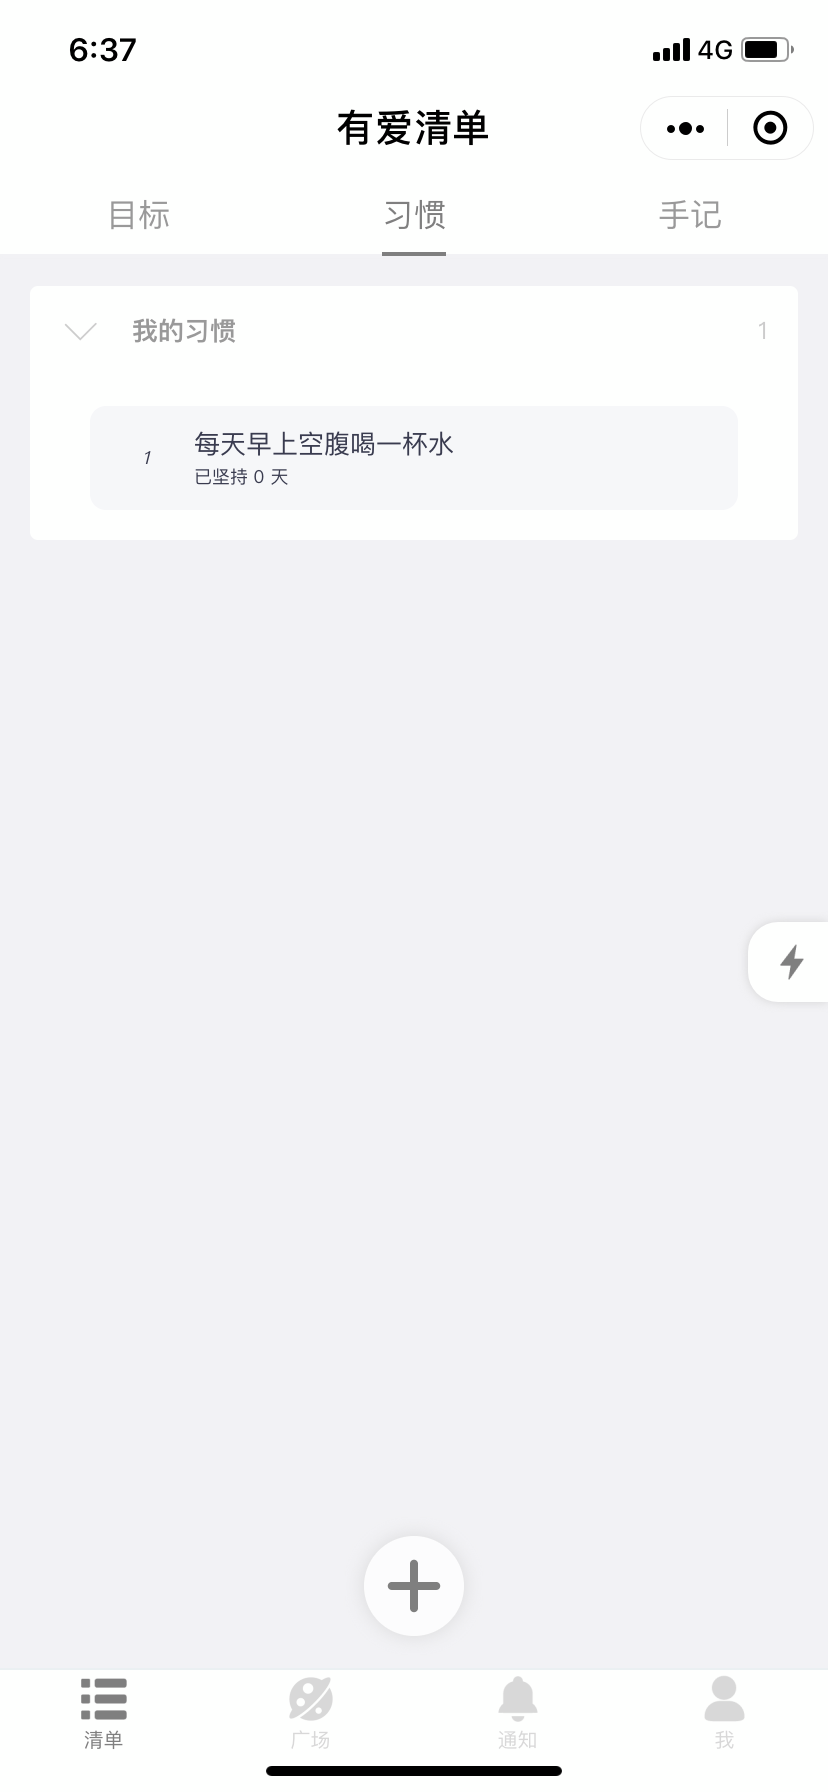 6:37
4G
有爱清单
目标 习惯 手记
我的习惯 1
1 每天早上空腹喝一杯水
已坚持 0 天
清单 广场 通知 我